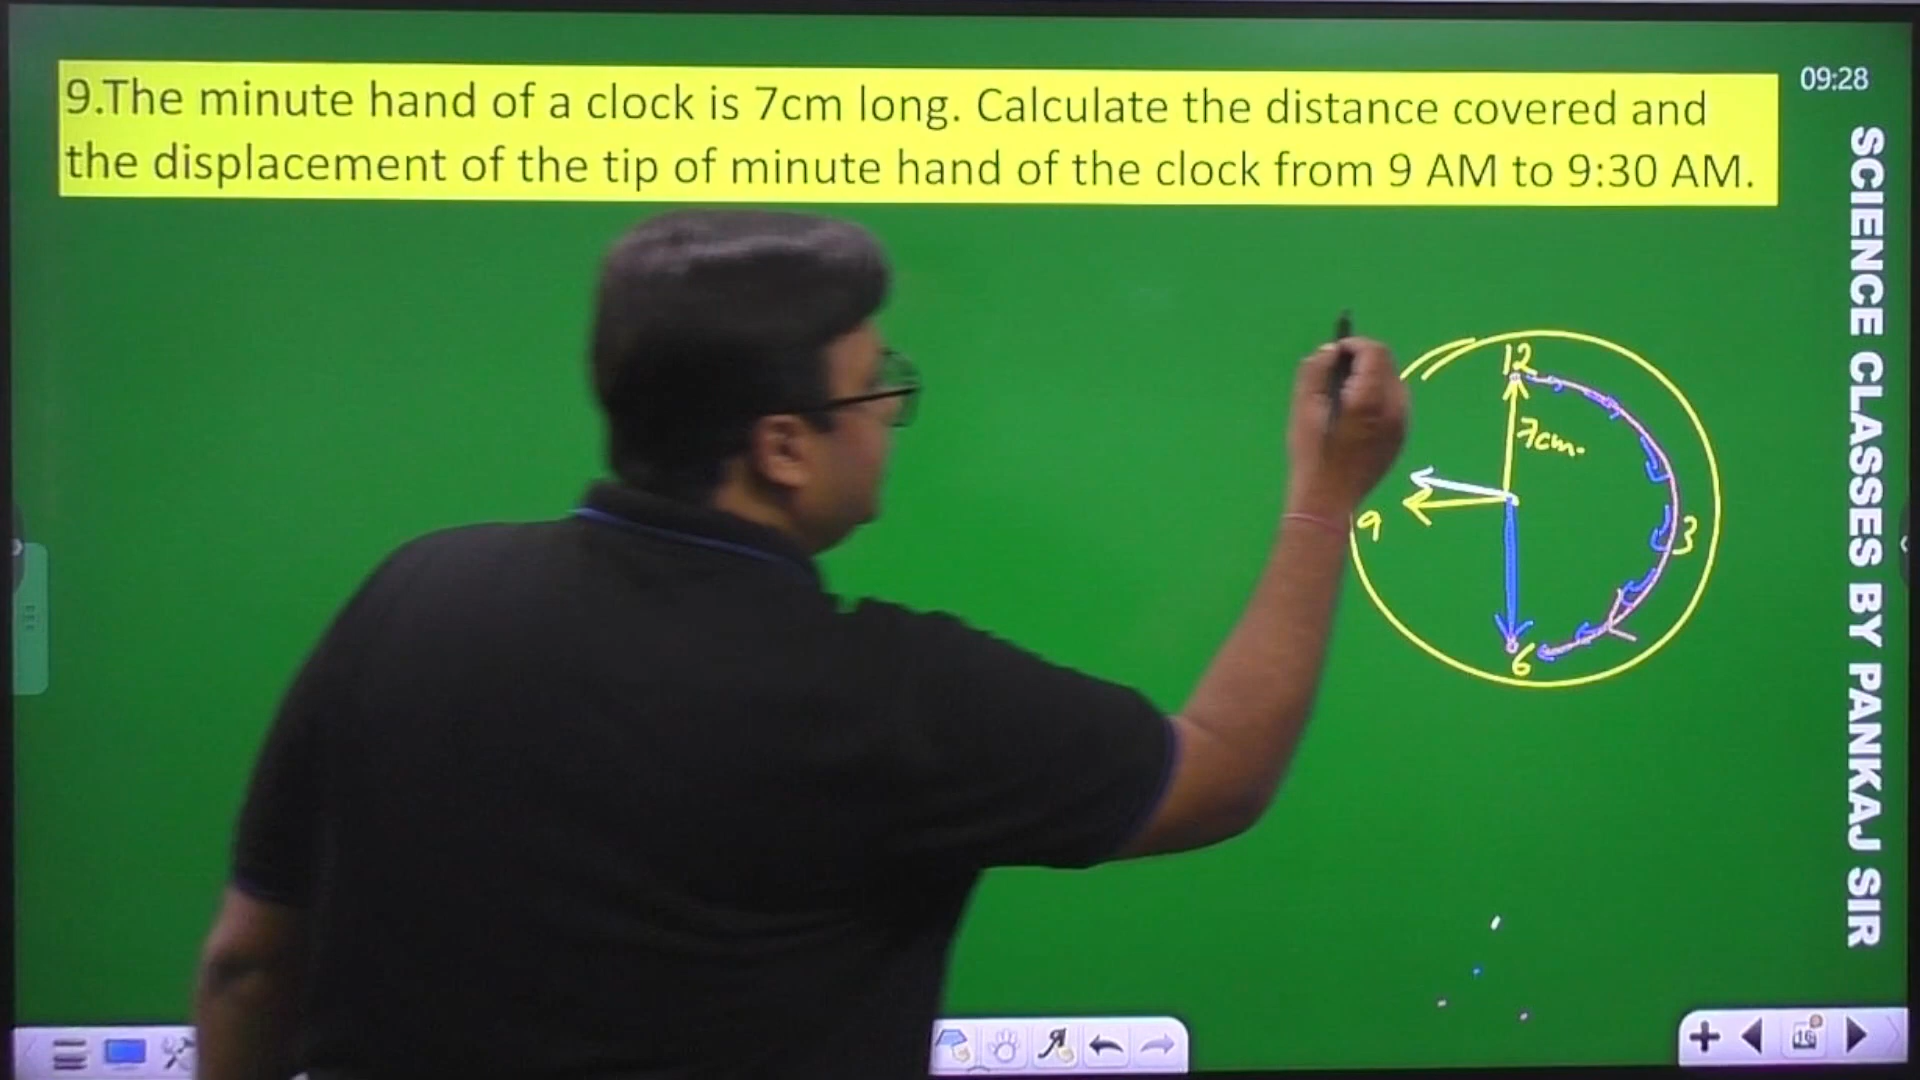 9.The minute hand of a clock is 7cm long. Calculate the distance covered and
the displacement of the tip of minute hand of the clock from 9 AM to 9:30 AM.
09:28
SCIENCE CLASSES BY PANKAJ SIR
12
7cm.
9
3
6
16